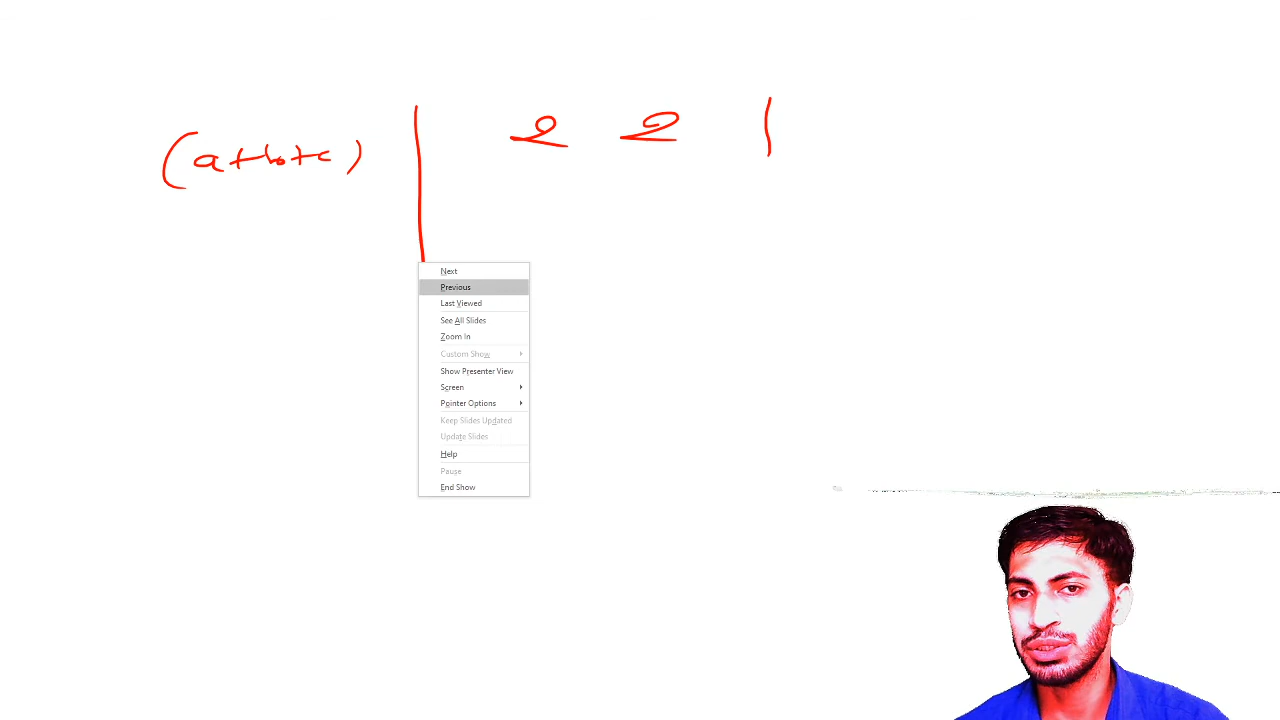 (a+b+c) | 2 2 |
Next
Previous
Last Viewed
See All Slides
Zoom In
Custom Show
Show Presenter View
Screen
Pointer Options
Keep Slides Updated
Update Slides
Help
Pause
End Show